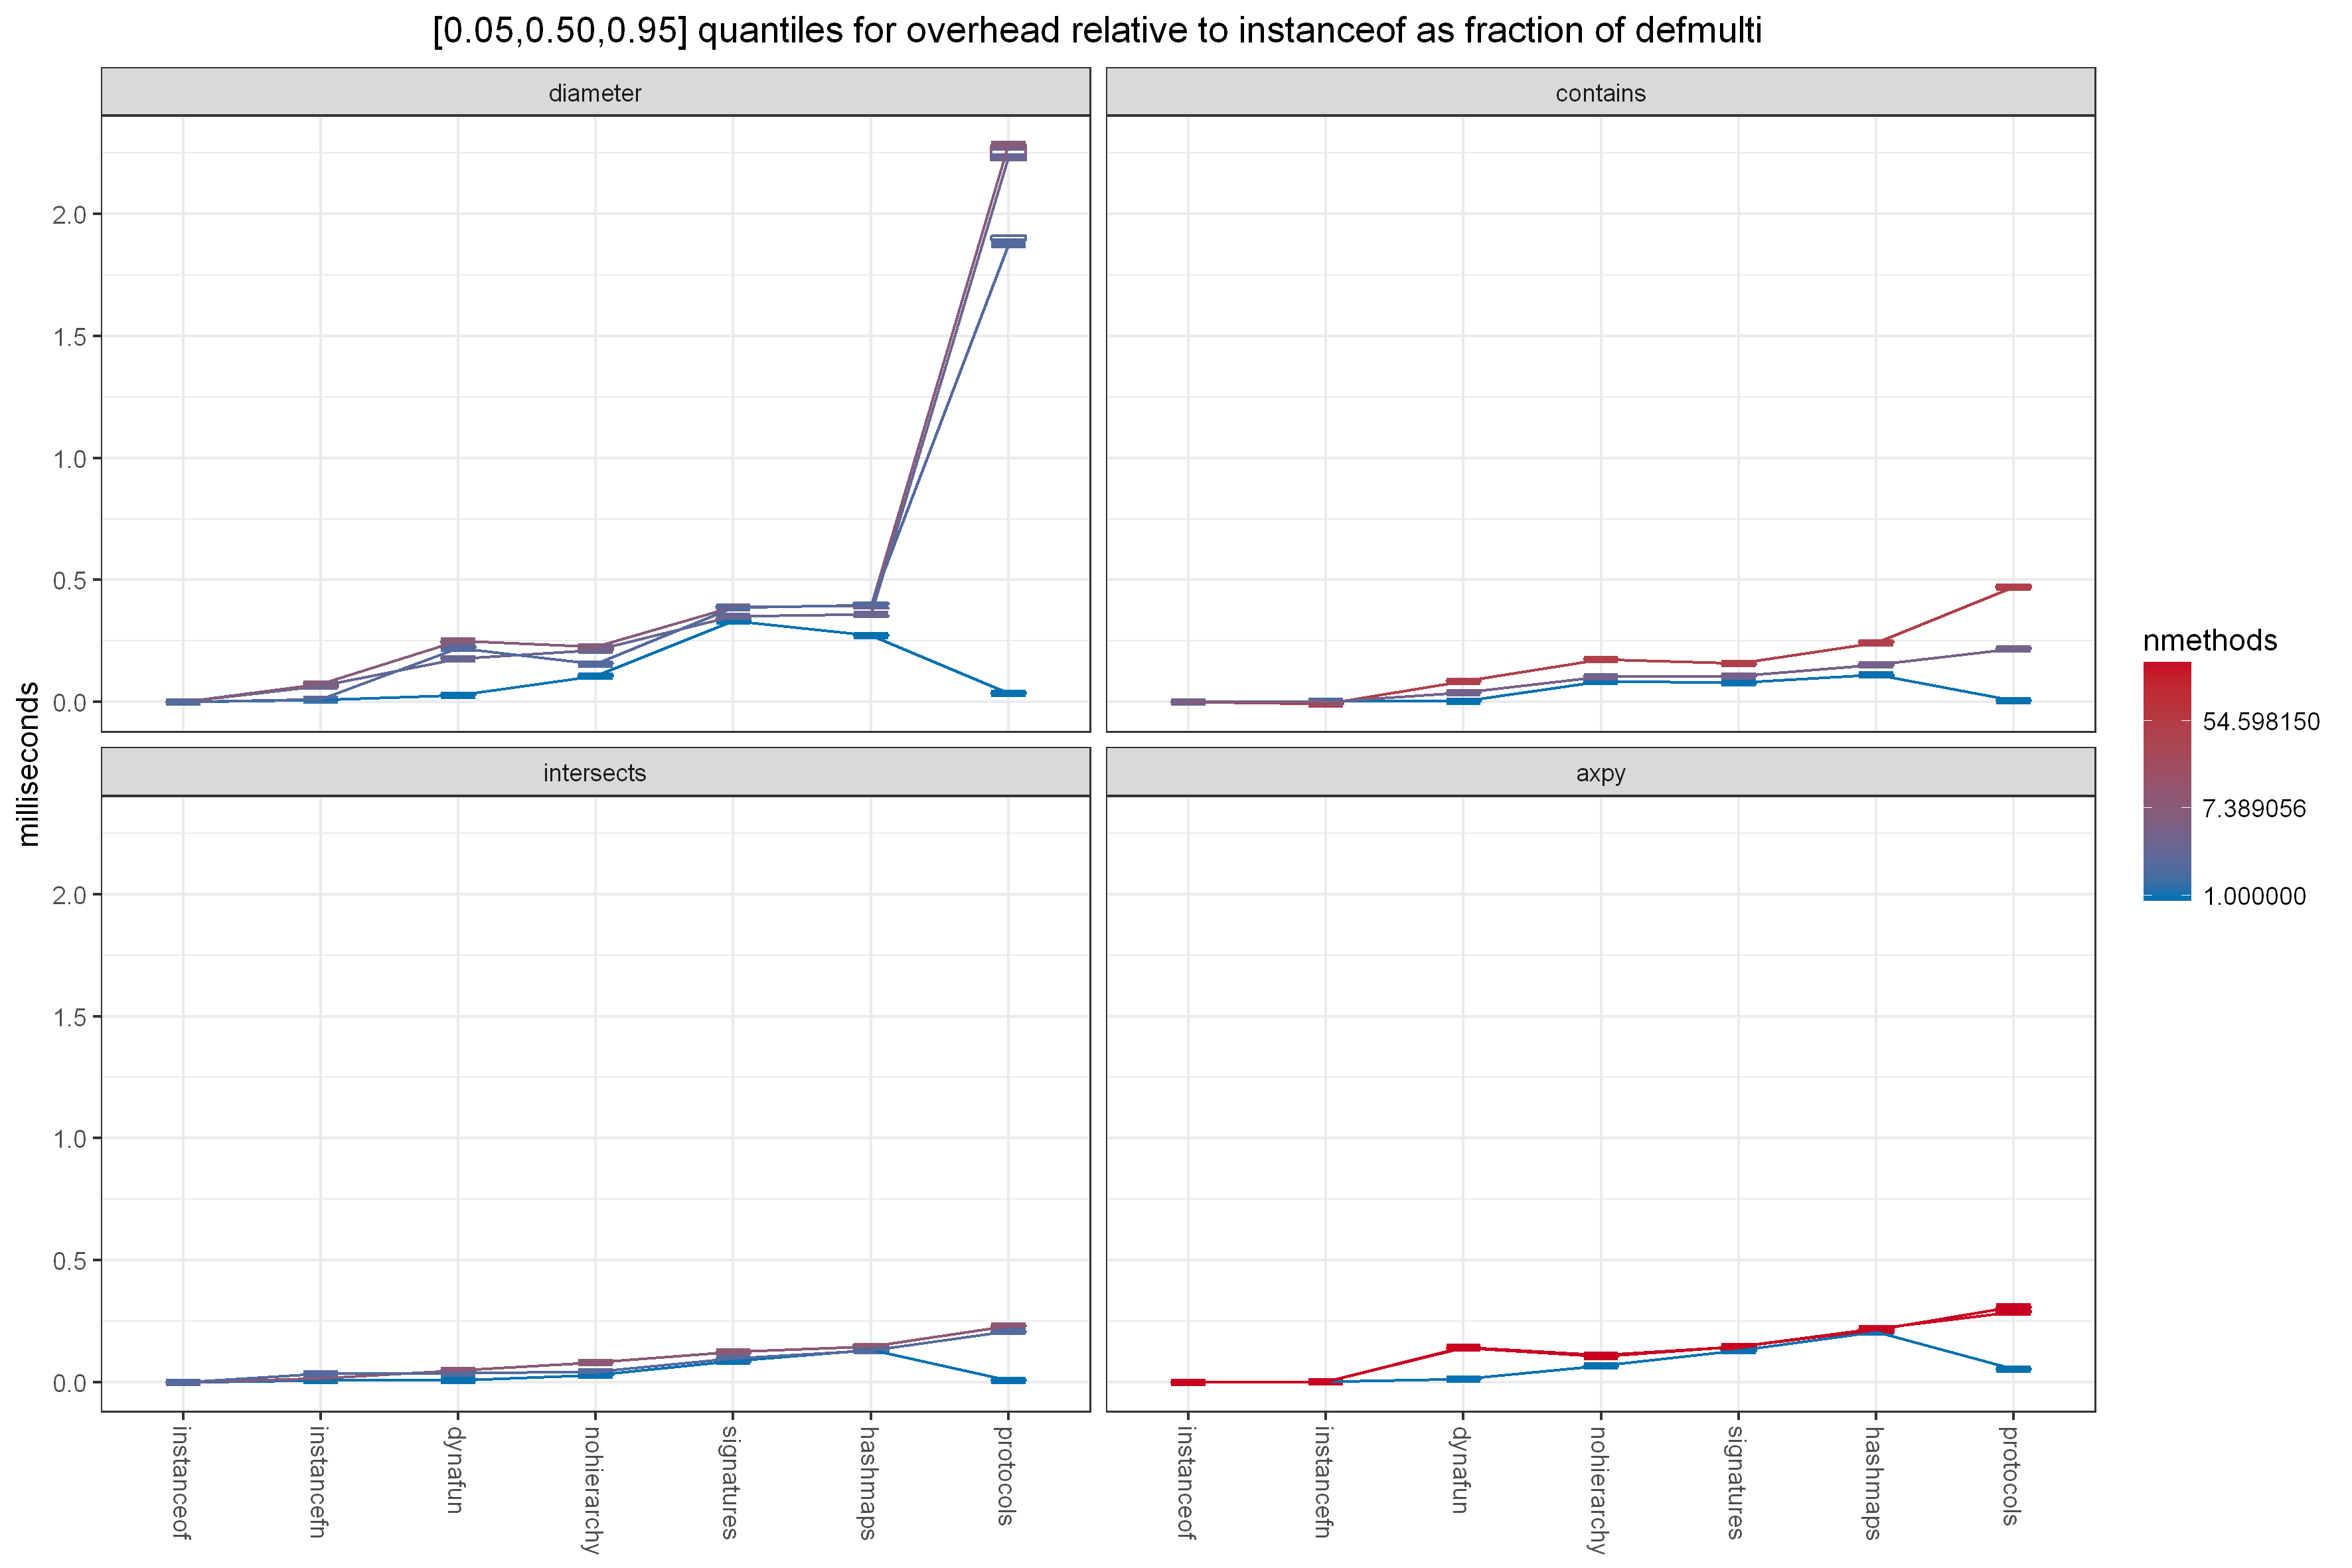 [0.05,0.50,0.95] quantiles for overhead relative to instanceof as fraction of defmulti
diameter
contains
2.0
1.5
1.0
0.5
0.0
intersects
axpy
2.0
1.5
1.0
0.5
0.0
milliseconds
instanceof
instancefn
dynafun
nohierarchy
signatures
hashmaps
protocols
instanceof
instancefn
dynafun
nohierarchy
signatures
hashmaps
protocols
nmethods
54.598150
7.389056
1.000000